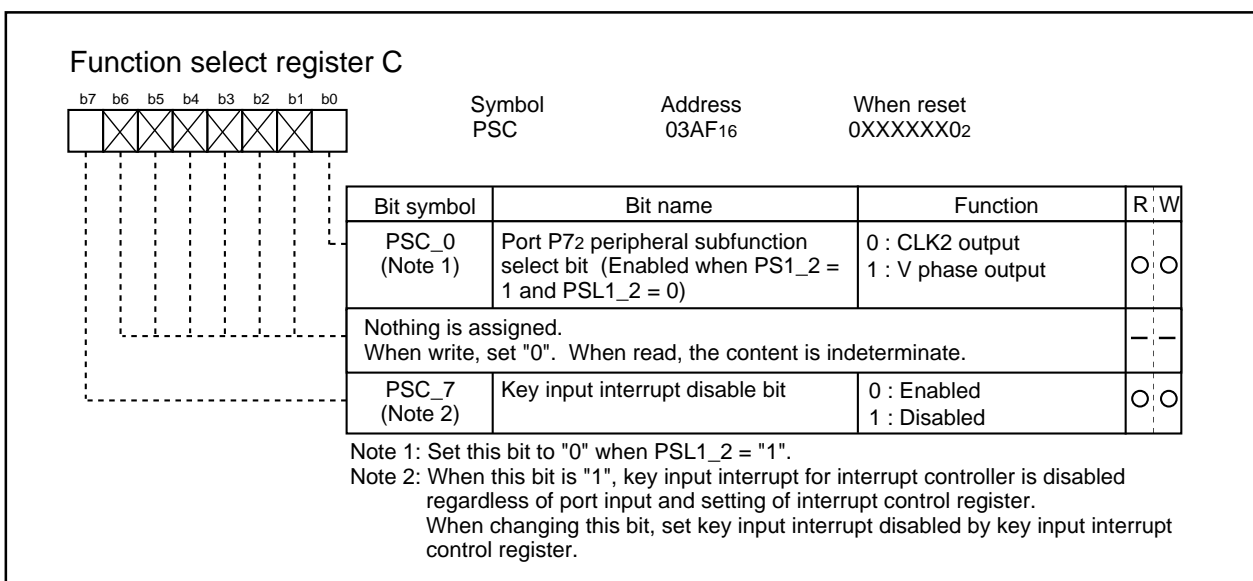 Function select register C
b7 b6 b5 b4 b3 b2 b1 b0
Symbol Address When reset
PSC 03AF16 0XXXXXX02
Bit symbol Bit name Function R W
PSC_0 Port P72 peripheral subfunction 0 : CLK2 output
(Note 1) select bit (Enabled when PS1_2 = 1 : V phase output
1 and PSL1_2 = 0)
Nothing is assigned.
When write, set "0". When read, the content is indeterminate.
PSC_7 Key input interrupt disable bit 0 : Enabled
(Note 2) 1 : Disabled
Note 1: Set this bit to "0" when PSL1_2 = "1".
Note 2: When this bit is "1", key input interrupt for interrupt controller is disabled
regardless of port input and setting of interrupt control register.
When changing this bit, set key input interrupt disabled by key input interrupt
control register.